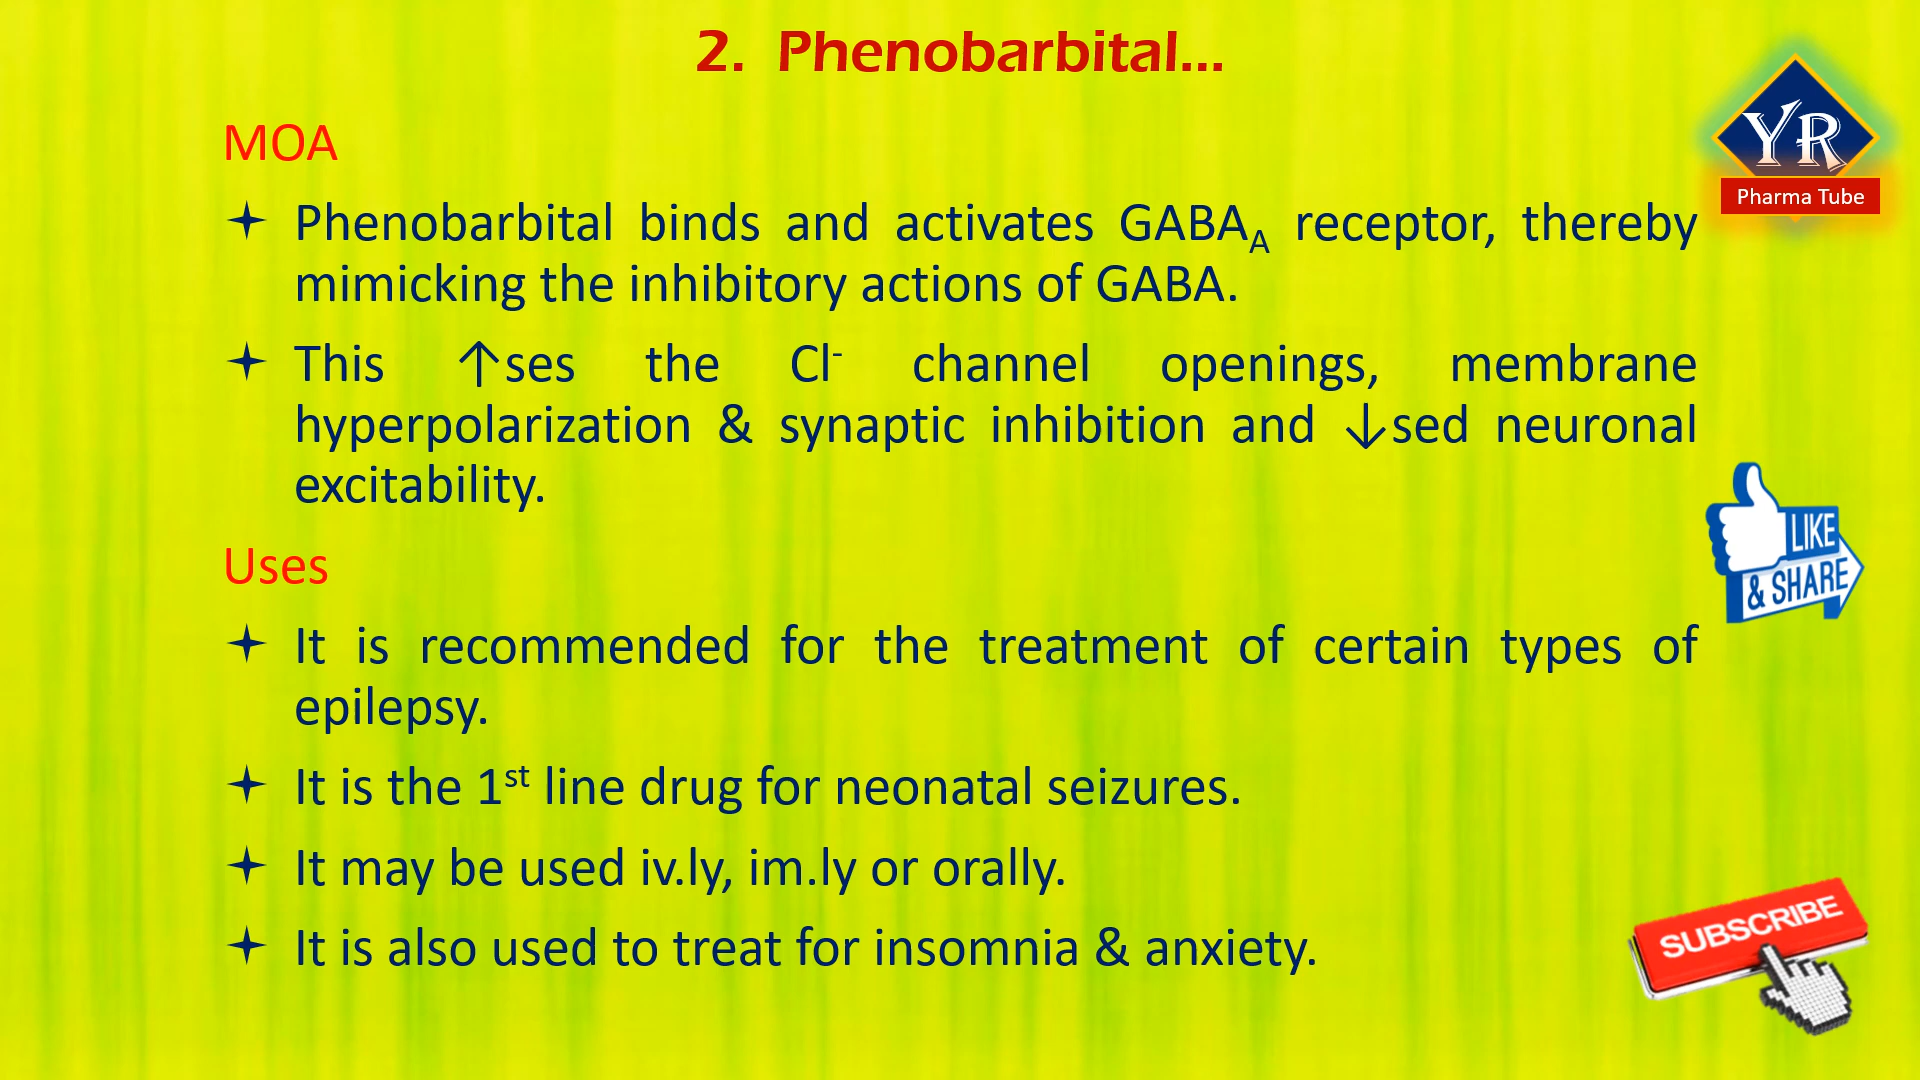 2. Phenobarbital...
YR
Pharma Tube
MOA
Phenobarbital binds and activates GABA_A receptor, thereby
mimicking the inhibitory actions of GABA.
This ↑ses the Cl⁻ channel openings, membrane
hyperpolarization & synaptic inhibition and ↓sed neuronal
excitability.
LIKE
& SHARE
Uses
It is recommended for the treatment of certain types of
epilepsy.
It is the 1st line drug for neonatal seizures.
It may be used iv.ly, im.ly or orally.
It is also used to treat for insomnia & anxiety.
SUBSCRIBE